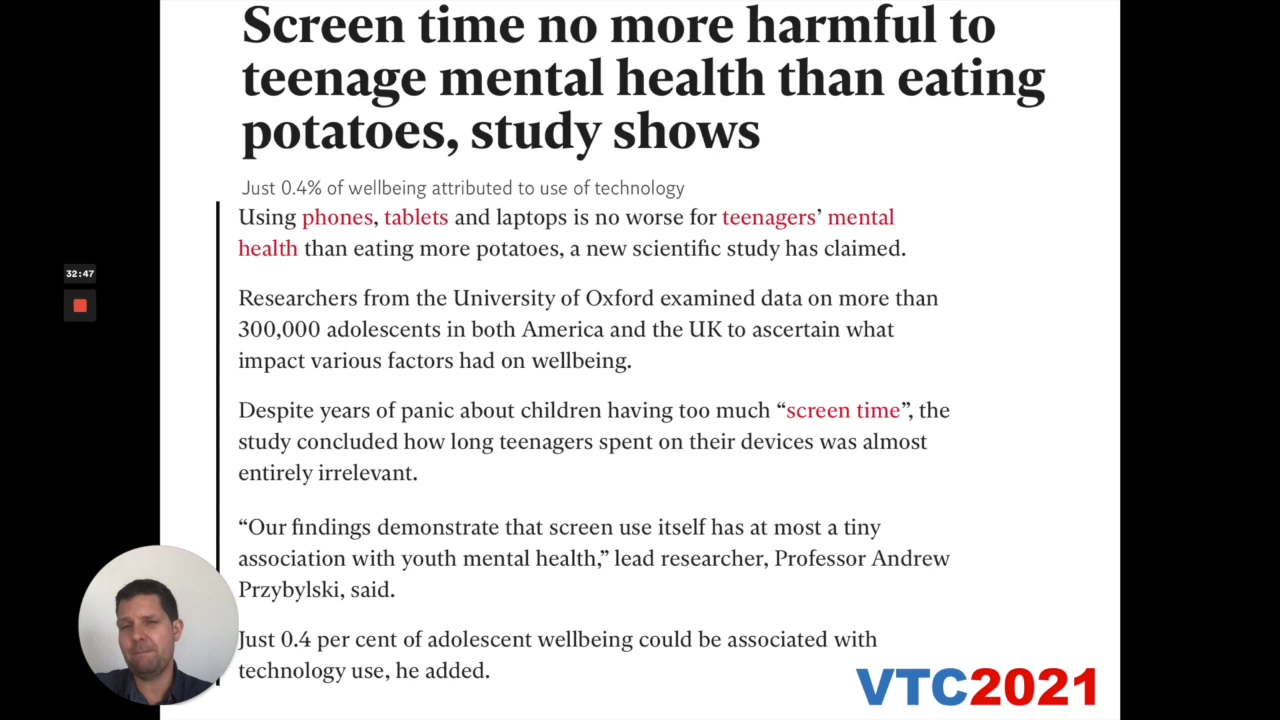 Screen time no more harmful to
teenage mental health than eating
potatoes, study shows
Just 0.4% of wellbeing attributed to use of technology
Using phones, tablets and laptops is no worse for teenagers’ mental
health than eating more potatoes, a new scientific study has claimed.
Researchers from the University of Oxford examined data on more than
300,000 adolescents in both America and the UK to ascertain what
impact various factors had on wellbeing.
Despite years of panic about children having too much “screen time”, the
study concluded how long teenagers spent on their devices was almost
entirely irrelevant.
“Our findings demonstrate that screen use itself has at most a tiny
association with youth mental health,” lead researcher, Professor Andrew
Przybylski, said.
Just 0.4 per cent of adolescent wellbeing could be associated with
technology use, he added.
32:47
VTC2021